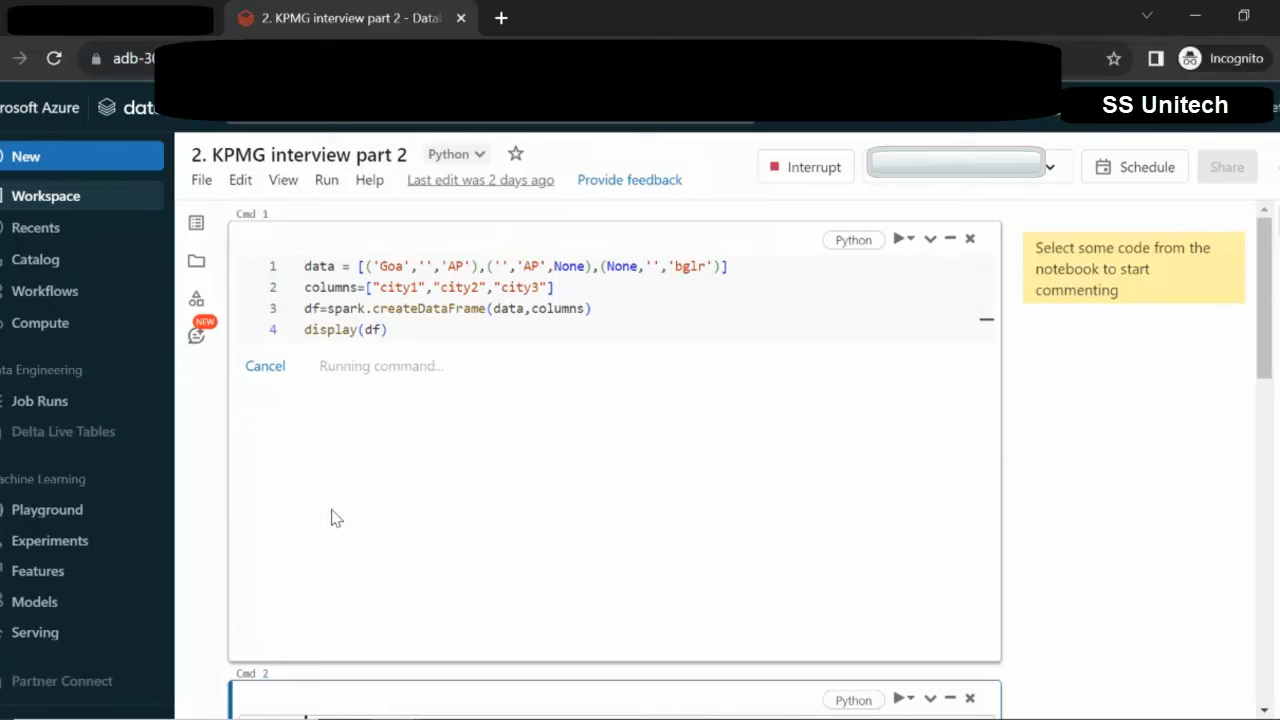 2. KPMG interview part 2 - Datal
adb-30
Incognito
rosoft Azure
data
SS Unitech
New
Workspace
Recents
Catalog
Workflows
Compute
ata Engineering
Job Runs
Delta Live Tables
achine Learning
Playground
Experiments
Features
Models
Serving
Partner Connect
2. KPMG interview part 2 Python
File Edit View Run Help Last edit was 2 days ago Provide feedback
Interrupt
Schedule
Share
NEW
Cmd 1
Python
1 data = [('Goa','','AP'),('','AP',None),(None,'','bglr')]
2 columns=["city1","city2","city3"]
3 df=spark.createDataFrame(data,columns)
4 display(df)
Cancel Running command...
Select some code from the
notebook to start
commenting
Cmd 2
Python